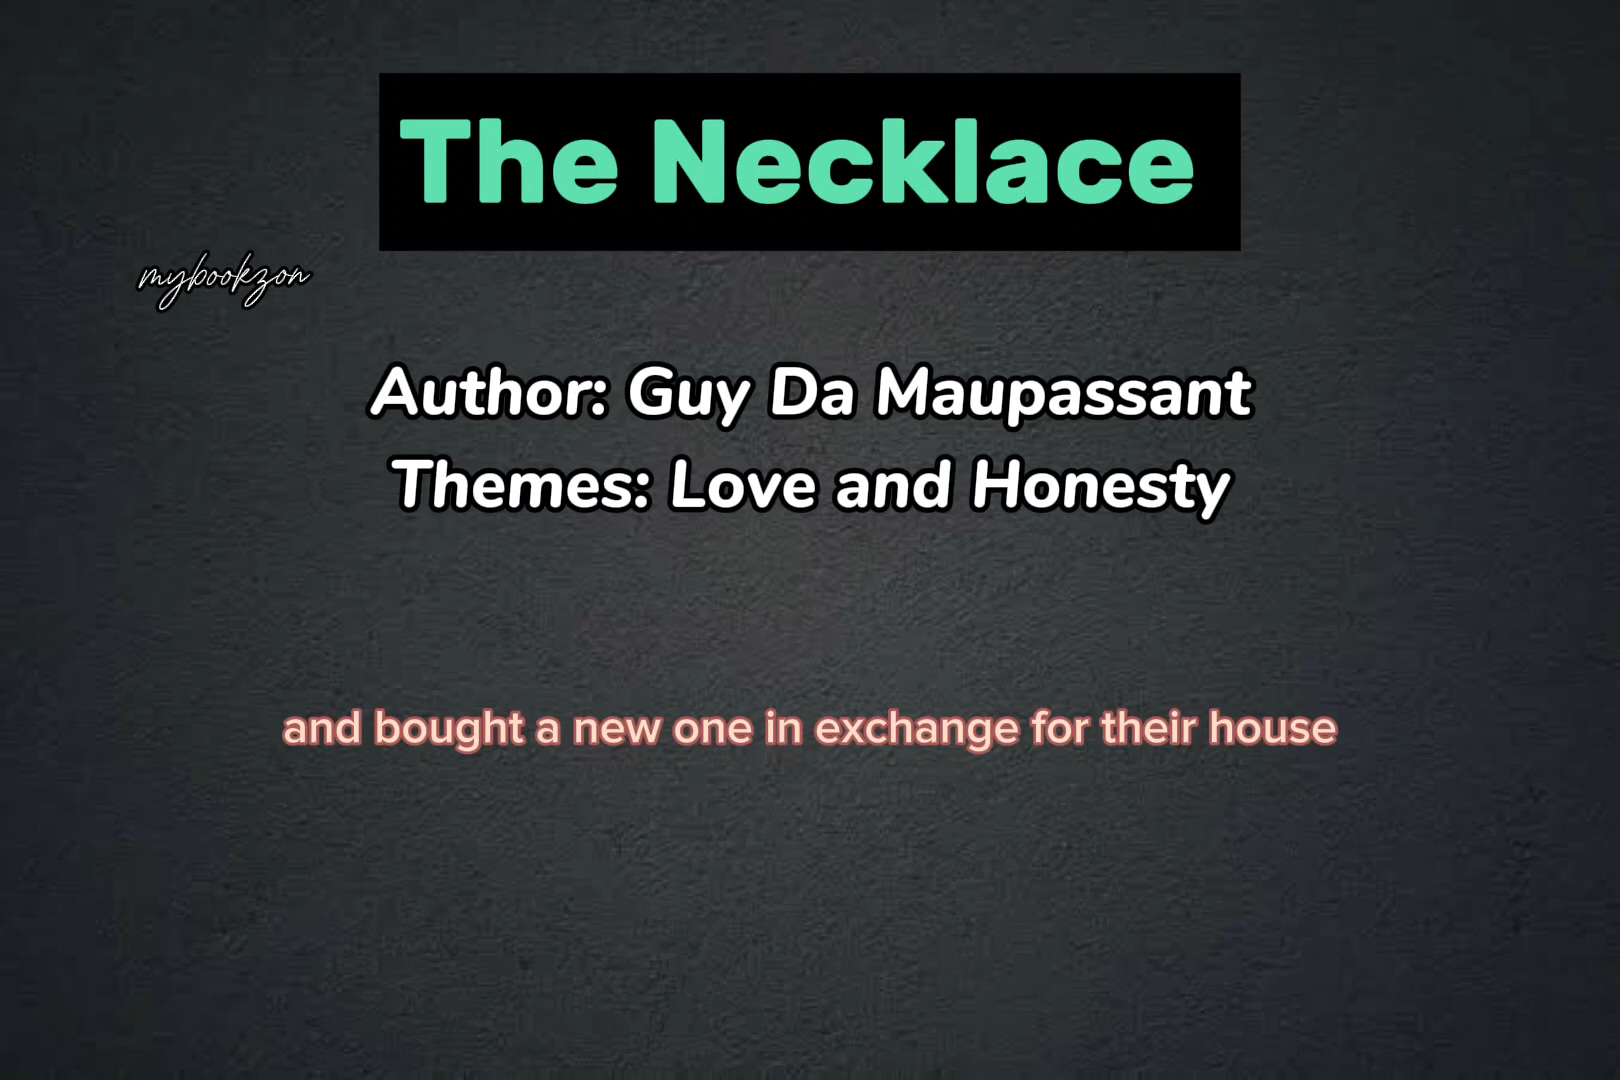 The Necklace
mybookzon
Author: Guy Da Maupassant
Themes: Love and Honesty
and bought a new one in exchange for their house